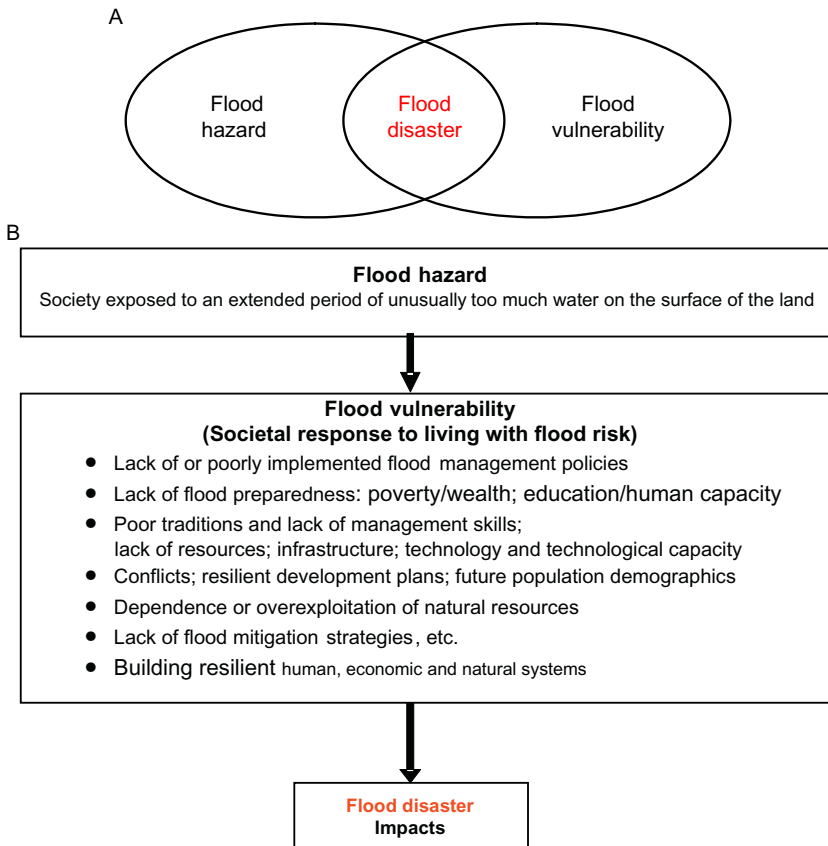 A
Flood
hazard
Flood
disaster
Flood
vulnerability
B
Flood hazard
Society exposed to an extended period of unusually too much water on the surface of the land
Flood vulnerability
(Societal response to living with flood risk)
● Lack of or poorly implemented flood management policies
● Lack of flood preparedness: poverty/wealth; education/human capacity
● Poor traditions and lack of management skills;
lack of resources; infrastructure; technology and technological capacity
● Conflicts; resilient development plans; future population demographics
● Dependence or overexploitation of natural resources
● Lack of flood mitigation strategies, etc.
● Building resilient human, economic and natural systems
Flood disaster
Impacts